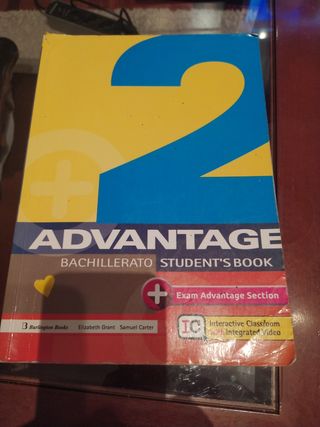 2
ADVANTAGE
BACHILLERATO STUDENT'S BOOK
+ Exam Advantage Section
B Burlington Books Elizabeth Grant Samuel Carter
IC Interactive Classroom
with Integrated Video